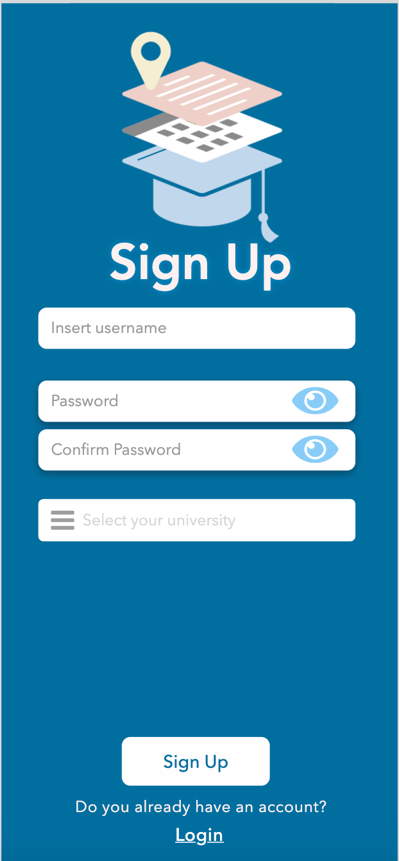 Sign Up
Insert username
Password
Confirm Password
Select your university
Sign Up
Do you already have an account?
Login